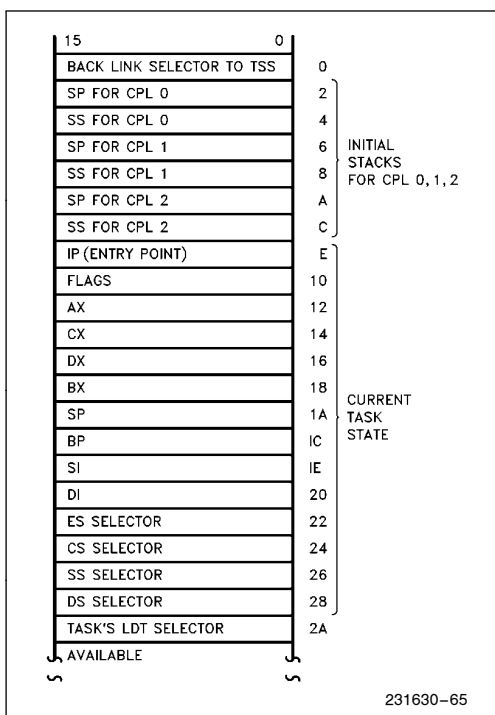 15 0
BACK LINK SELECTOR TO TSS 0
SP FOR CPL 0 2
SS FOR CPL 0 4
SP FOR CPL 1 6
SS FOR CPL 1 8
SP FOR CPL 2 A
SS FOR CPL 2 C
INITIAL
STACKS
FOR CPL 0,1,2
IP (ENTRY POINT) E
FLAGS 10
AX 12
CX 14
DX 16
BX 18
SP 1A
BP IC
SI IE
DI 20
ES SELECTOR 22
CS SELECTOR 24
SS SELECTOR 26
DS SELECTOR 28
CURRENT
TASK
STATE
TASK'S LDT SELECTOR 2A
AVAILABLE
231630–65